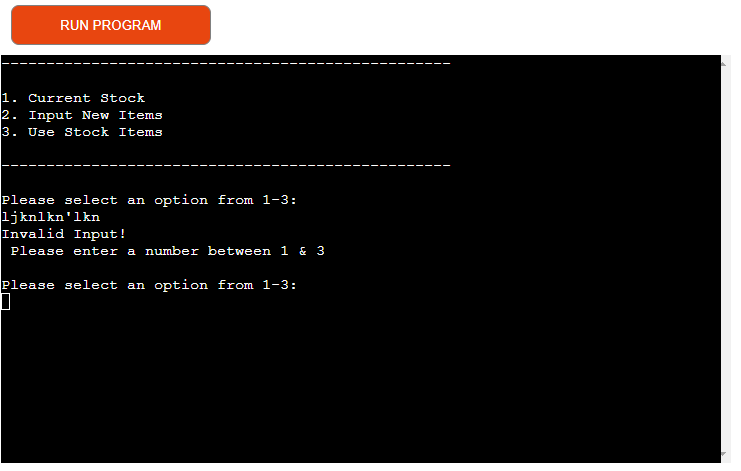 RUN PROGRAM
--------------------------------------------------
1. Current Stock
2. Input New Items
3. Use Stock Items
--------------------------------------------------
Please select an option from 1-3:
ljknlkn'lkn
Invalid Input!
 Please enter a number between 1 & 3
Please select an option from 1-3: